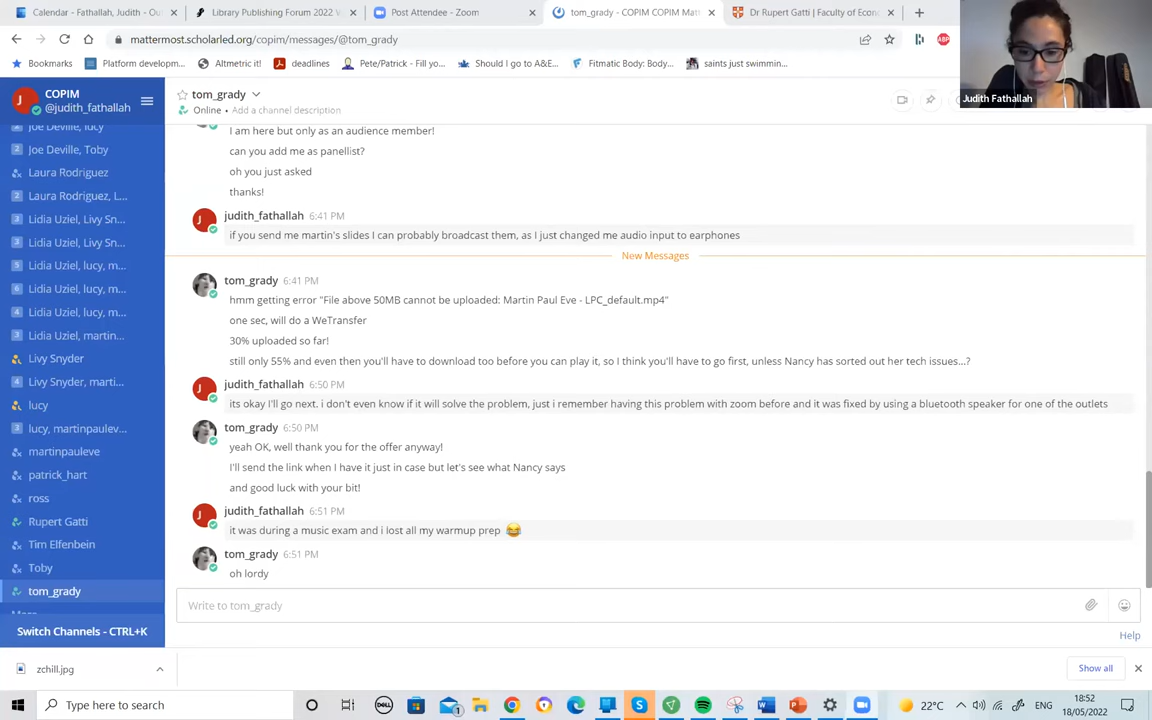 Calendar - Fathallah, Judith - Ou
Library Publishing Forum 2022 V
Post Attendee - Zoom
tom_grady - COPIM COPIM Mat
Dr Rupert Gatti | Faculty of Econ
mattermost.scholarled.org/copim/messages/@tom_grady
ABP
Bookmarks
Platform developm...
Altmetric it!
deadlines
Pete/Patrick - Fill yo...
Should I go to A&E...
Fitmatic Body: Body...
saints just swimmin...
Judith Fathallah
COPIM
@judith_fathallah
Joe Deville, lucy
2 Joe Deville, Toby
Laura Rodriguez
2 Laura Rodriguez, L...
3 Lidia Uziel, Livy Sn...
3 Lidia Uziel, Livy Sn...
5 Lidia Uziel, lucy, m...
6 Lidia Uziel, lucy, m...
4 Lidia Uziel, lucy, m...
3 Lidia Uziel, martin...
Livy Snyder
4 Livy Snyder, marti...
lucy
3 lucy, martinpauleve...
martinpauleve
patrick_hart
ross
Rupert Gatti
Tim Elfenbein
Toby
tom_grady
Switch Channels - CTRL+K
tom_grady
Online
Add a channel description
I am here but only as an audience member!
can you add me as panellist?
oh you just asked
thanks!
judith_fathallah 6:41 PM
if you send me martin's slides I can probably broadcast them, as I just changed me audio input to earphones
New Messages
tom_grady 6:41 PM
hmm getting error "File above 50MB cannot be uploaded: Martin Paul Eve - LPC_default.mp4"
one sec, will do a WeTransfer
30% uploaded so far!
still only 55% and even then you'll have to download too before you can play it, so I think you'll have to go first, unless Nancy has sorted out her tech issues...?
judith_fathallah 6:50 PM
its okay I'll go next. i don't even know if it will solve the problem, just i remember having this problem with zoom before and it was fixed by using a bluetooth speaker for one of the outlets
tom_grady 6:50 PM
yeah OK, well thank you for the offer anyway!
I'll send the link when I have it just in case but let's see what Nancy says
and good luck with your bit!
judith_fathallah 6:51 PM
it was during a music exam and i lost all my warmup prep 😂
tom_grady 6:51 PM
oh lordy
Write to tom_grady
Help
zchill.jpg
Show all
Type here to search
DELL
22°C
ENG
18:52
18/05/2022